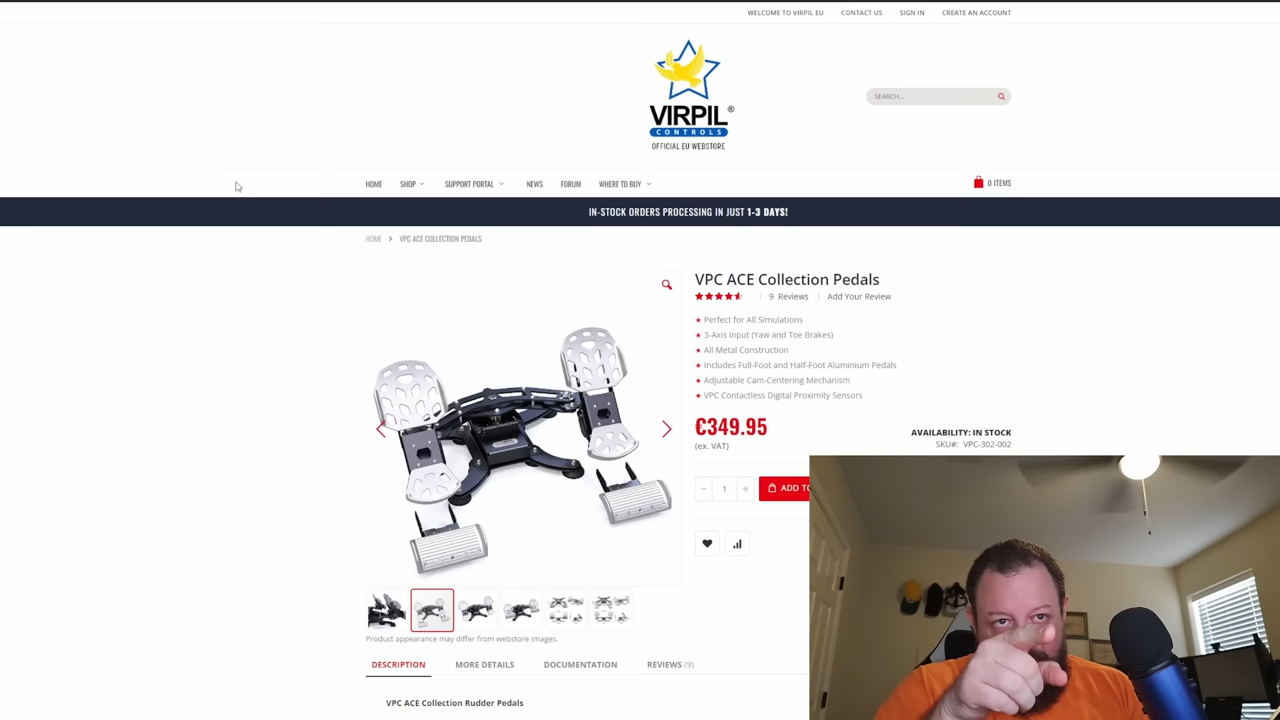 WELCOME TO VIRPIL EU CONTACT US SIGN IN CREATE AN ACCOUNT
VIRPIL®
CONTROLS
OFFICIAL EU WEBSTORE
SEARCH...
HOME SHOP SUPPORT PORTAL NEWS FORUM WHERE TO BUY 0 ITEMS
IN-STOCK ORDERS PROCESSING IN JUST 1-3 DAYS!
HOME > VPC ACE COLLECTION PEDALS
VPC ACE Collection Pedals
9 Reviews | Add Your Review
Perfect for All Simulations
3-Axis Input (Yaw and Toe Brakes)
All Metal Construction
Includes Full-Foot and Half-Foot Aluminium Pedals
Adjustable Cam-Centering Mechanism
VPC Contactless Digital Proximity Sensors
€349.95
(ex. VAT)
AVAILABILITY: IN STOCK
SKU#: VPC-302-002
− 1 +
ADD TO
Product appearance may differ from webstore images.
DESCRIPTION MORE DETAILS DOCUMENTATION REVIEWS (9)
VPC ACE Collection Rudder Pedals